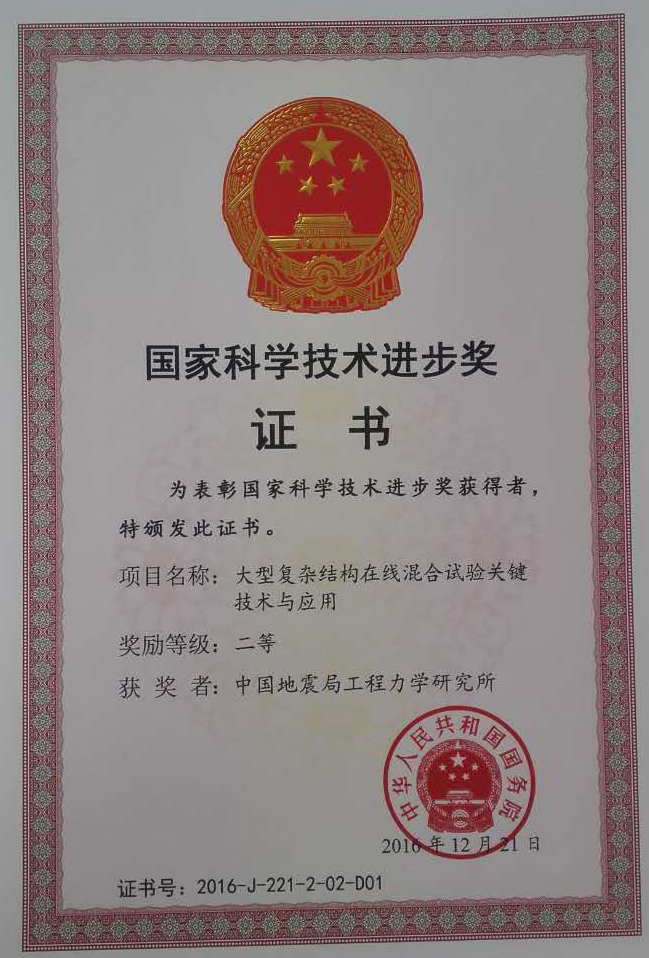 国家科学技术进步奖
证 书
为表彰国家科学技术进步奖获得者，
特颁发此证书。
项目名称：大型复杂结构在线混合试验关键
技术与应用
奖励等级：二等
获 奖 者：中国地震局工程力学研究所
中华人民共和国国务院
2016 年 12 月 21 日
证书号：2016-J-221-2-02-D01